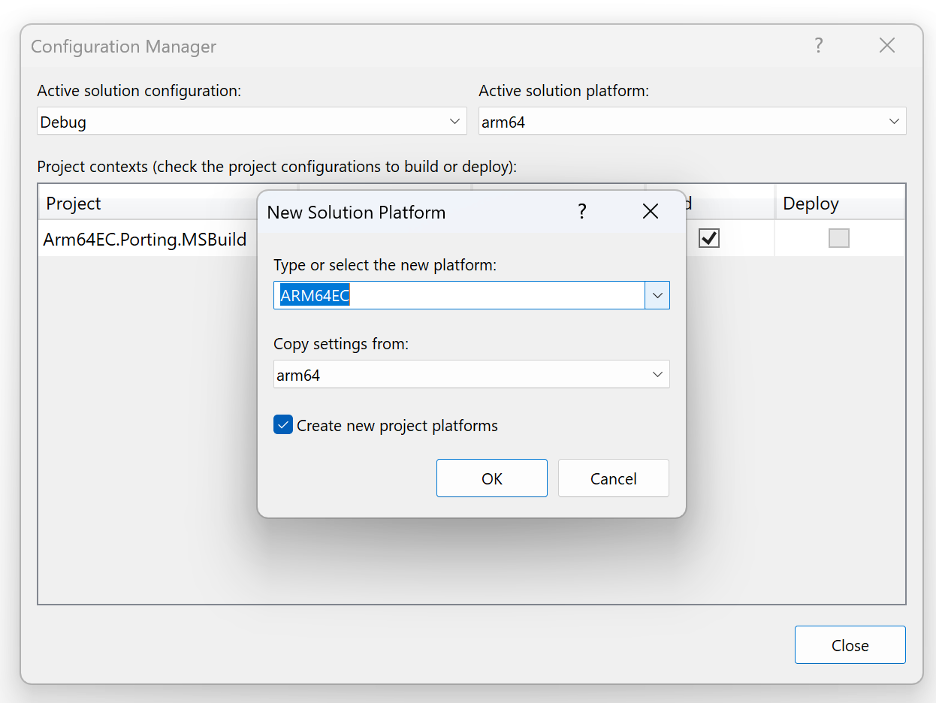 Configuration Manager ?
Active solution configuration: Active solution platform:
Debug arm64
Project contexts (check the project configurations to build or deploy):
Project Deploy
Arm64EC.Porting.MSBuild
New Solution Platform ?
Type or select the new platform:
ARM64EC
Copy settings from:
arm64
Create new project platforms
OK Cancel
Close